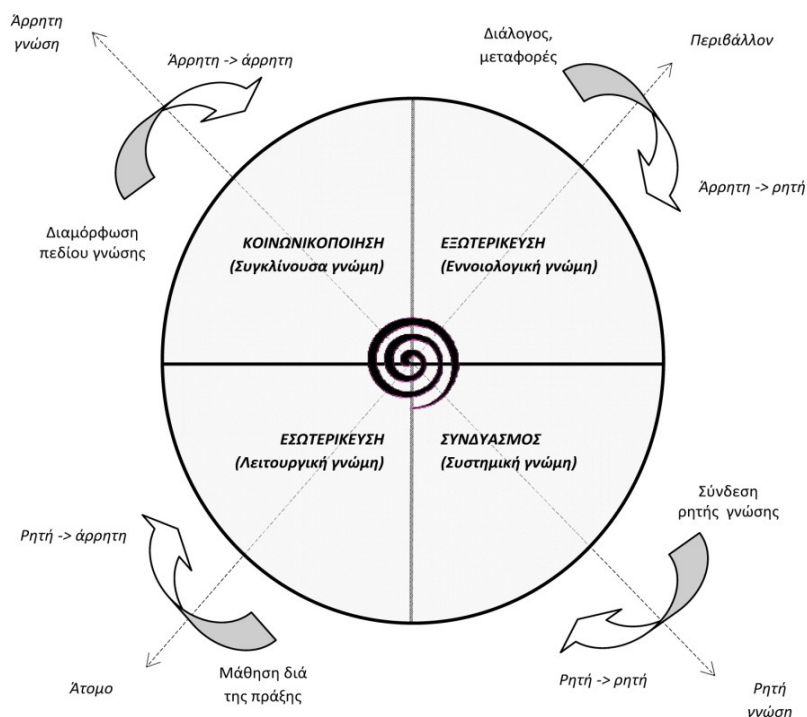 Άρρητη
γνώση
Άρρητη -> άρρητη
Διάλογος,
μεταφορές
Περιβάλλον
Άρρητη -> ρητή
Διαμόρφωση
πεδίου γνώσης
ΚΟΙΝΩΝΙΚΟΠΟΙΗΣΗ
(Συγκλίνουσα γνώμη)
ΕΞΩΤΕΡΙΚΕΥΣΗ
(Εννοιολογική γνώμη)
ΕΣΩΤΕΡΙΚΕΥΣΗ
(Λειτουργική γνώμη)
ΣΥΝΔΥΑΣΜΟΣ
(Συστημική γνώμη)
Σύνδεση
ρητής γνώσης
Ρητή -> άρρητη
Μάθηση διά
της πράξης
Άτομο
Ρητή -> ρητή
Ρητή
γνώση